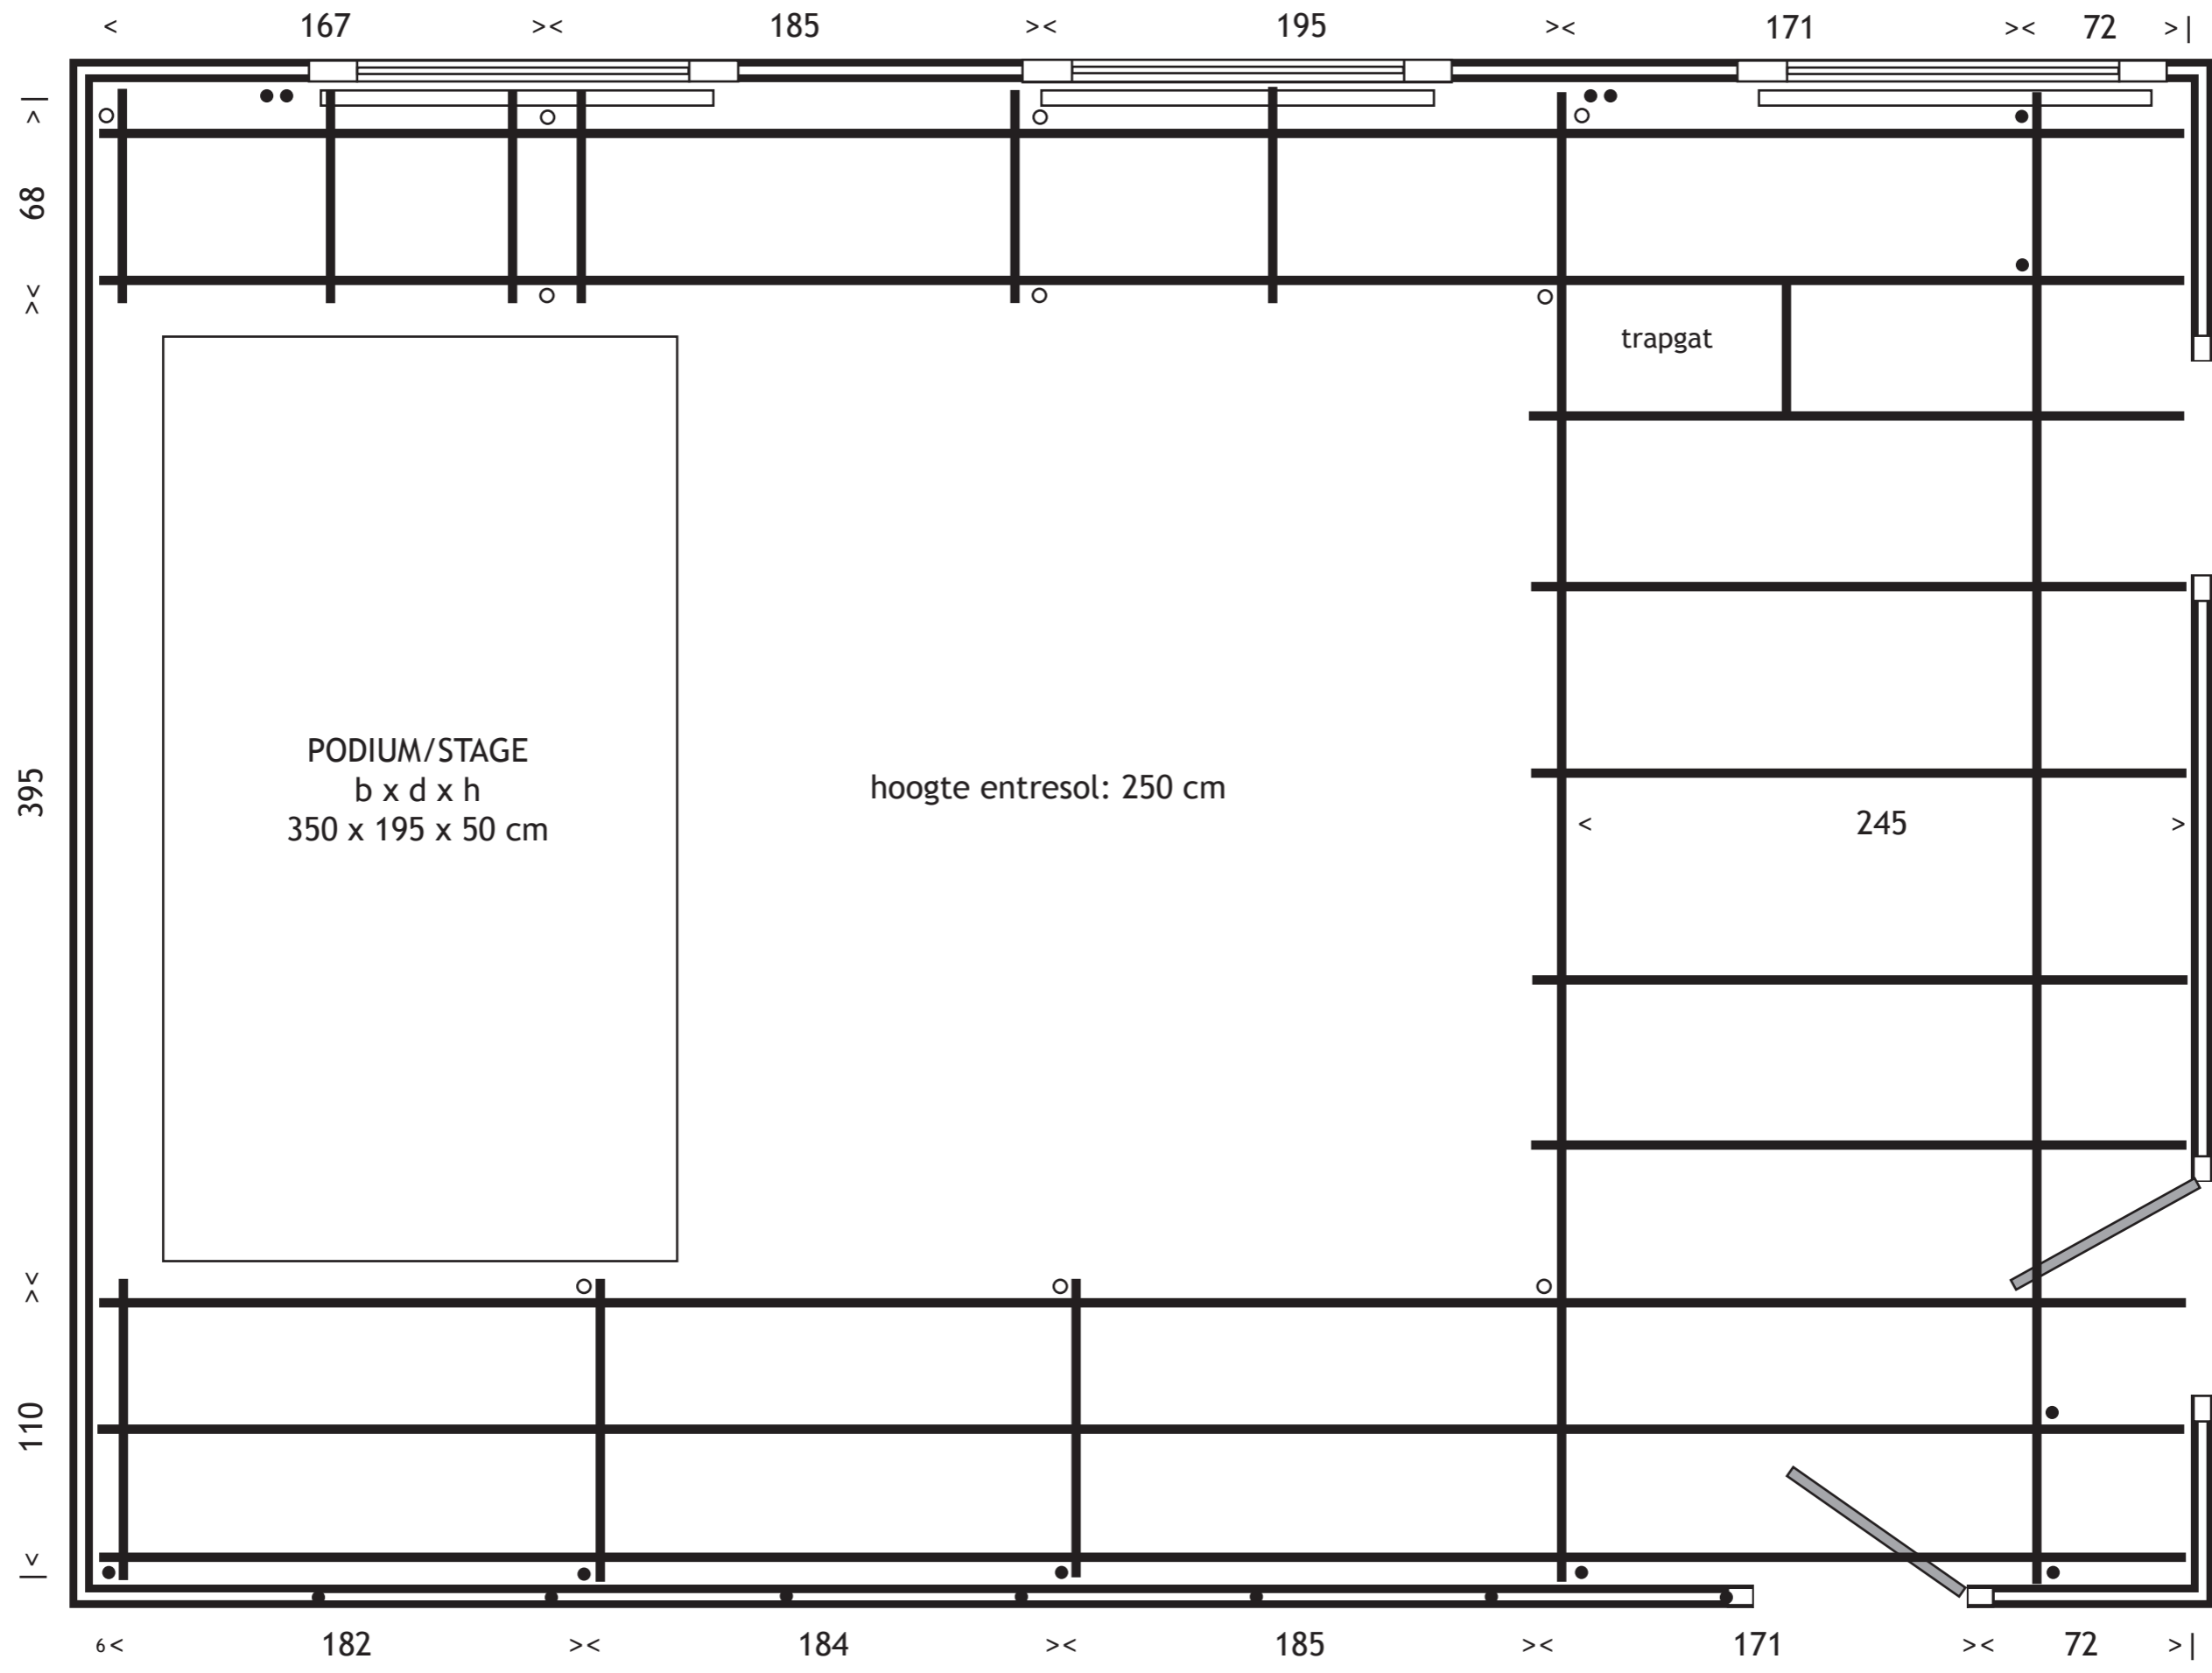 < 167 >< 185 >< 195 >< 171 >< 72 >|
>|
68
><
trapgat
PODIUM/STAGE
b x d x h
350 x 195 x 50 cm
hoogte entresol: 250 cm
395
< 245 >
><
110
|<
6< 182 >< 184 >< 185 >< 171 >< 72 >|